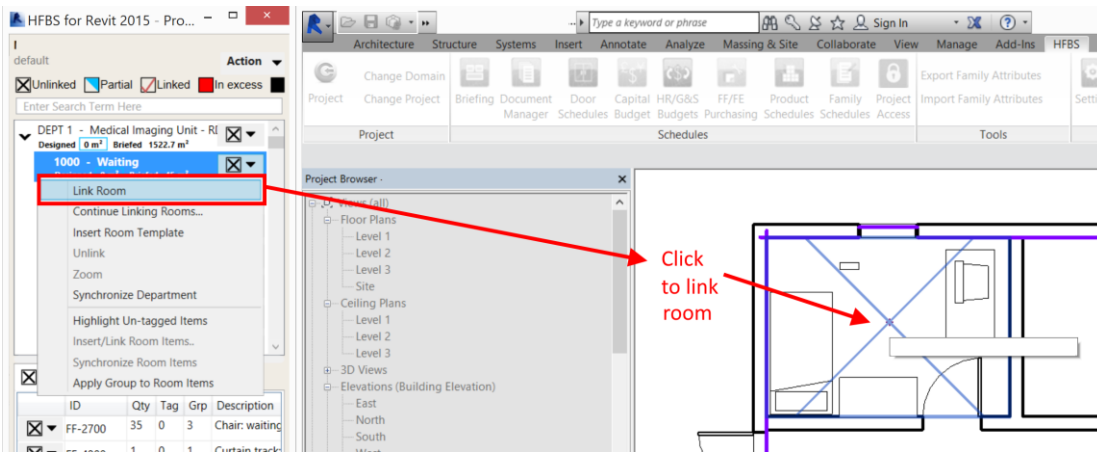 HFBS for Revit 2015 - Pro...
I
default
Action
Unlinked Partial Linked In excess
Enter Search Term Here
DEPT 1 - Medical Imaging Unit - RI
Designed 0 m² Briefed 1522.7 m²
1000 - Waiting
Link Room
Continue Linking Rooms...
Insert Room Template
Unlink
Zoom
Synchronize Department
Highlight Un-tagged Items
Insert/Link Room Items..
Synchronize Room Items
Apply Group to Room Items
ID Qty Tag Grp Description
FF-2700 35 0 3 Chair: waiting
1 0 1 Curtain track:
Type a keyword or phrase
Sign In
Architecture Structure Systems Insert Annotate Analyze Massing & Site Collaborate View Manage Add-Ins HFBS
Project
Change Domain
Change Project
Briefing
Document Manager
Door Schedules
Capital Budget
HR/G&S Budgets
FF/FE Purchasing
Product Schedules
Family Schedules
Project Access
Export Family Attributes
Import Family Attributes
Setti
Project Schedules Tools
Project Browser -
Views (all)
Floor Plans
Level 1
Level 2
Level 3
Site
Ceiling Plans
Level 1
Level 2
Level 3
3D Views
Elevations (Building Elevation)
East
North
South
West
Click
to link
room